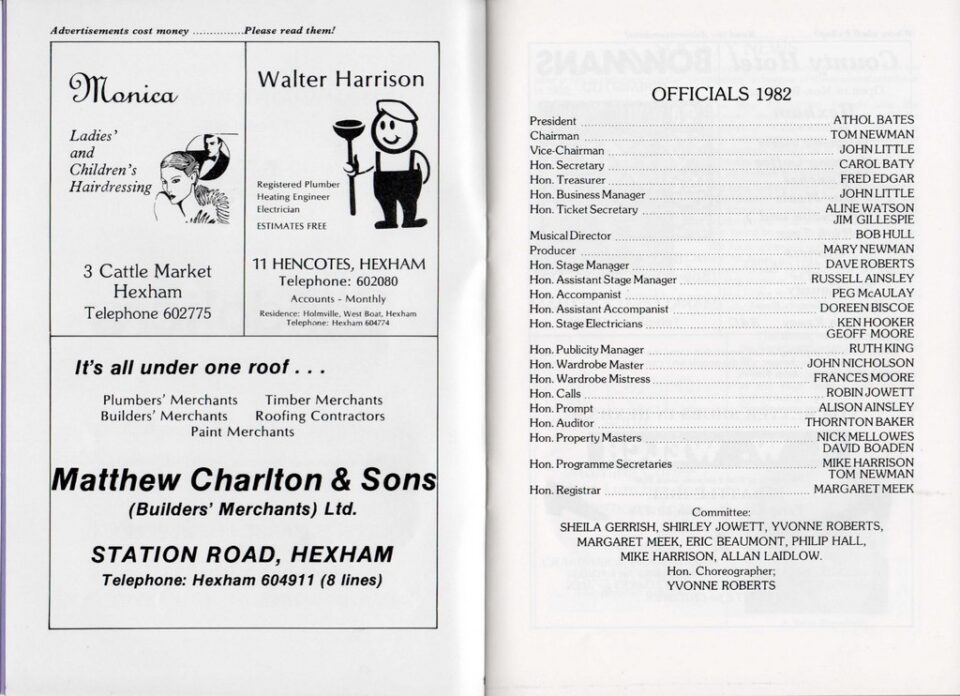 Advertisements cost money ..............Please read them!
Monica
Ladies'
and
Children's
Hairdressing
3 Cattle Market
Hexham
Telephone 602775
Walter Harrison
Registered Plumber
Heating Engineer
Electrician
ESTIMATES FREE
11 HENCOTES, HEXHAM
Telephone: 602080
Accounts - Monthly
Residence: Holmville, West Boat, Hexham
Telephone: Hexham 604774
It's all under one roof . . .
Plumbers' Merchants Timber Merchants
Builders' Merchants Roofing Contractors
Paint Merchants
Matthew Charlton & Sons
(Builders' Merchants) Ltd.
STATION ROAD, HEXHAM
Telephone: Hexham 604911 (8 lines)
OFFICIALS 1982
President ATHOL BATES
Chairman TOM NEWMAN
Vice-Chairman JOHN LITTLE
Hon. Secretary CAROL BATY
Hon. Treasurer FRED EDGAR
Hon. Business Manager JOHN LITTLE
Hon. Ticket Secretary ALINE WATSON
JIM GILLESPIE
Musical Director BOB HULL
Producer MARY NEWMAN
Hon. Stage Manager DAVE ROBERTS
Hon. Assistant Stage Manager RUSSELL AINSLEY
Hon. Accompanist PEG McAULAY
Hon. Assistant Accompanist DOREEN BISCOE
Hon. Stage Electricians KEN HOOKER
GEOFF MOORE
Hon. Publicity Manager RUTH KING
Hon. Wardrobe Master JOHN NICHOLSON
Hon. Wardrobe Mistress FRANCES MOORE
Hon. Calls ROBIN JOWETT
Hon. Prompt ALISON AINSLEY
Hon. Auditor THORNTON BAKER
Hon. Property Masters NICK MELLOWES
DAVID BOADEN
Hon. Programme Secretaries MIKE HARRISON
TOM NEWMAN
Hon. Registrar MARGARET MEEK
Committee:
SHEILA GERRISH, SHIRLEY JOWETT, YVONNE ROBERTS,
MARGARET MEEK, ERIC BEAUMONT, PHILIP HALL,
MIKE HARRISON, ALLAN LAIDLOW.
Hon. Choreographer;
YVONNE ROBERTS